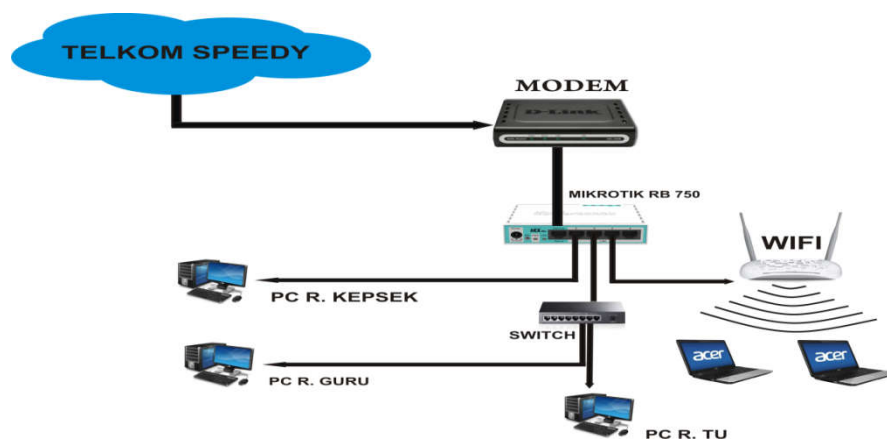 TELKOM SPEEDY
MODEM
D-Link
MIKROTIK RB 750
WIFI
PC R. KEPSEK
SWITCH
acer
acer
PC R. GURU
PC R. TU